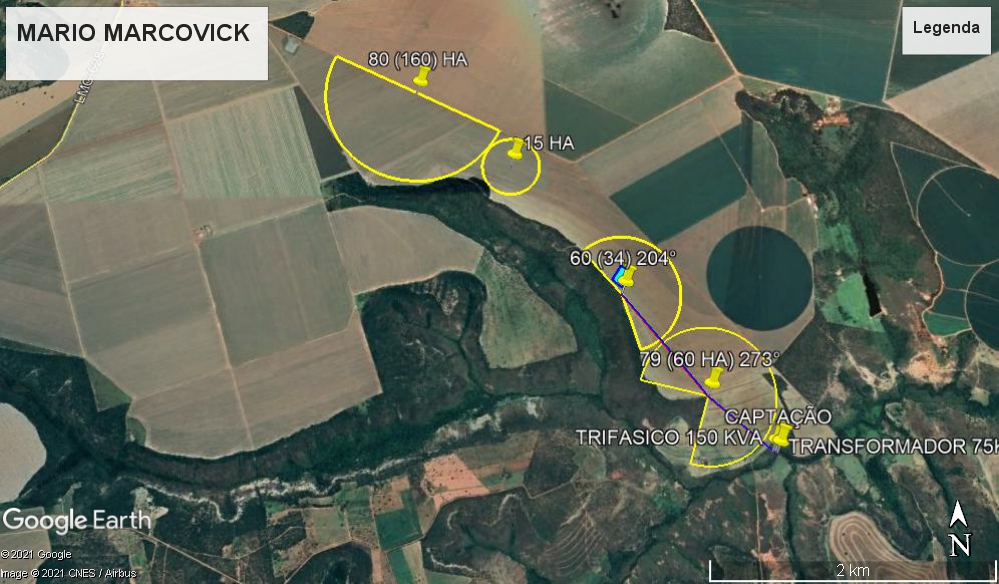 MARIO MARCOVICK
Legenda
80 (160) HA
15 HA
60 (34) 204°
79 (60 HA) 273°
CAPTAÇÃO
TRIFASICO 150 KVA
TRANSFORMADOR 75K
Google Earth
©2021 Google
Image © 2021 CNES / Airbus
N
2 km